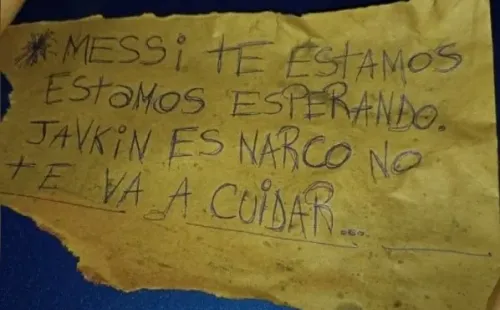 MESSi TE ESTAMOS
EStaMOS ESPERANDO.
JAVKiN ES NARCO NO
tE VA A CUiDAR...